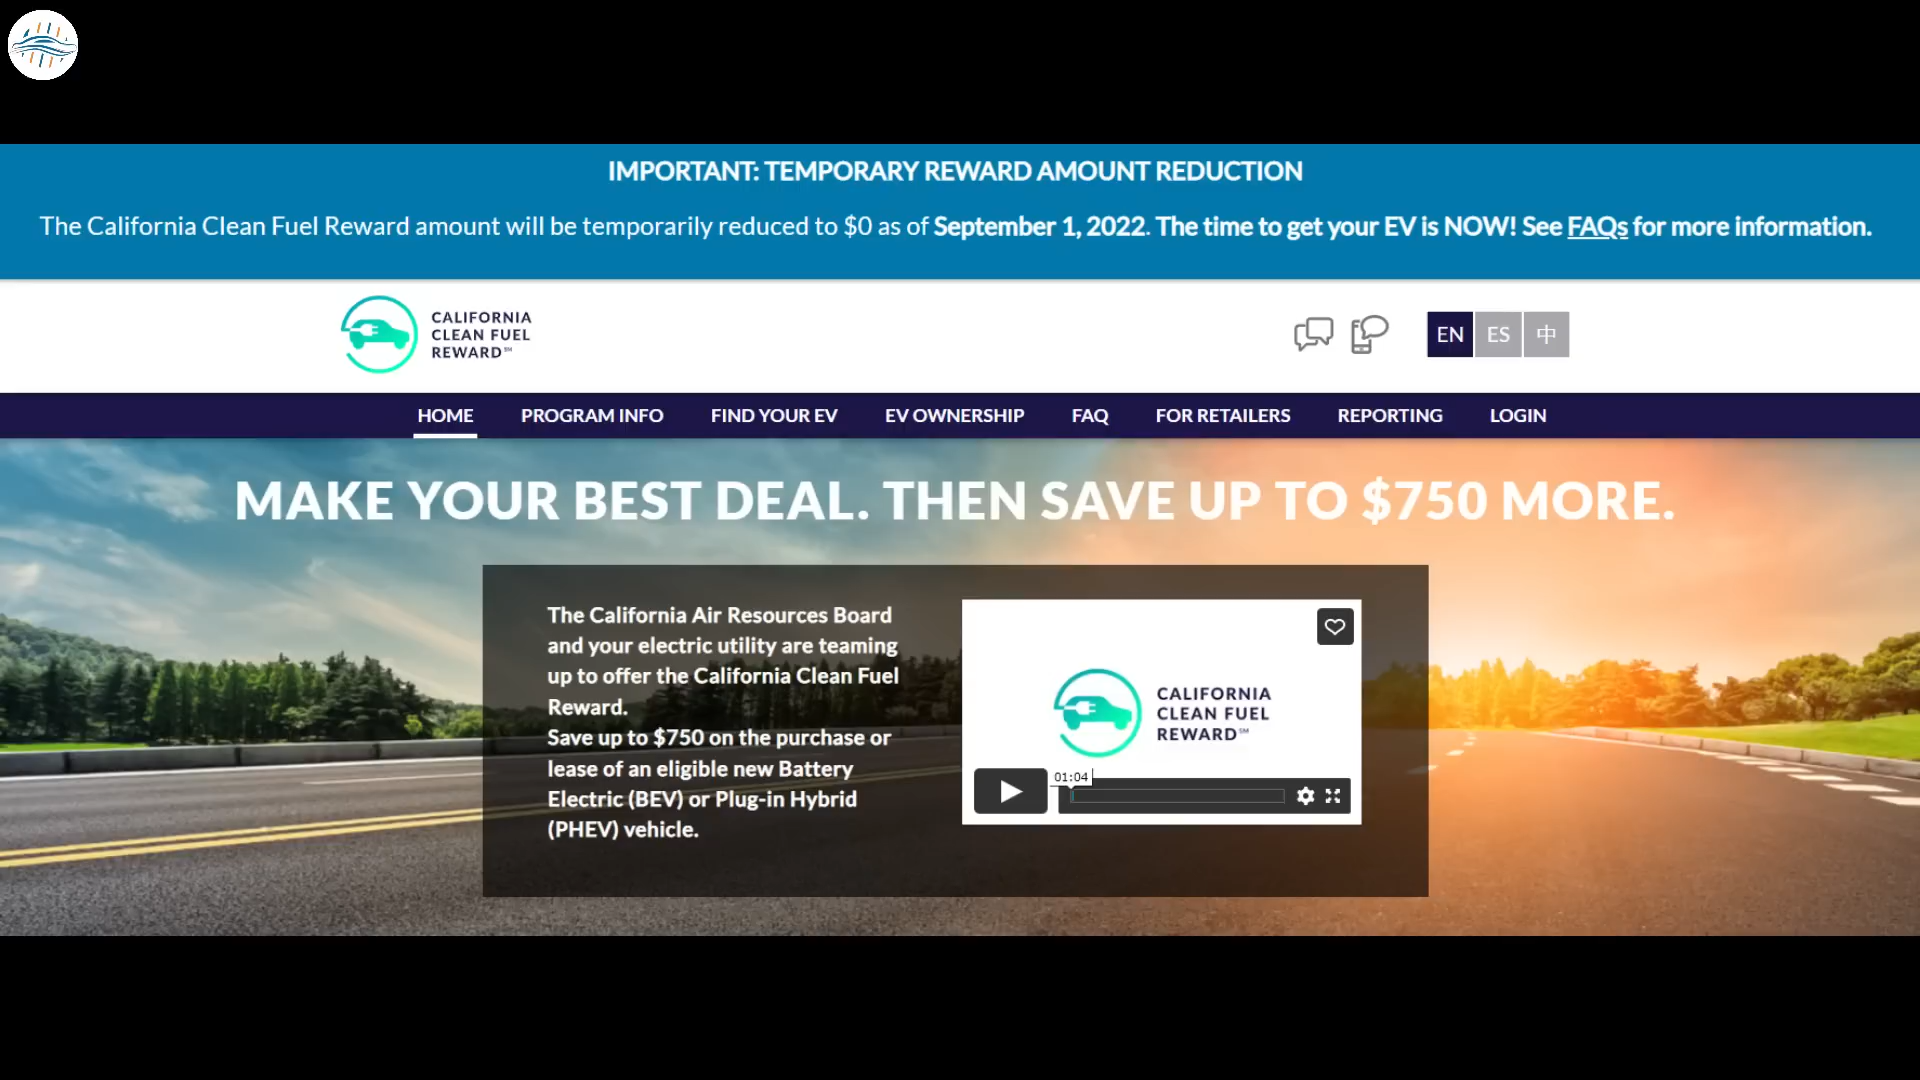 IMPORTANT: TEMPORARY REWARD AMOUNT REDUCTION
The California Clean Fuel Reward amount will be temporarily reduced to $0 as of September 1, 2022. The time to get your EV is NOW! See FAQs for more information.
CALIFORNIA
CLEAN FUEL
REWARD℠
EN ES 中
HOME PROGRAM INFO FIND YOUR EV EV OWNERSHIP FAQ FOR RETAILERS REPORTING LOGIN
MAKE YOUR BEST DEAL. THEN SAVE UP TO $750 MORE.
The California Air Resources Board
and your electric utility are teaming
up to offer the California Clean Fuel
Reward.
Save up to $750 on the purchase or
lease of an eligible new Battery
Electric (BEV) or Plug-in Hybrid
(PHEV) vehicle.
CALIFORNIA
CLEAN FUEL
REWARD℠
01:04